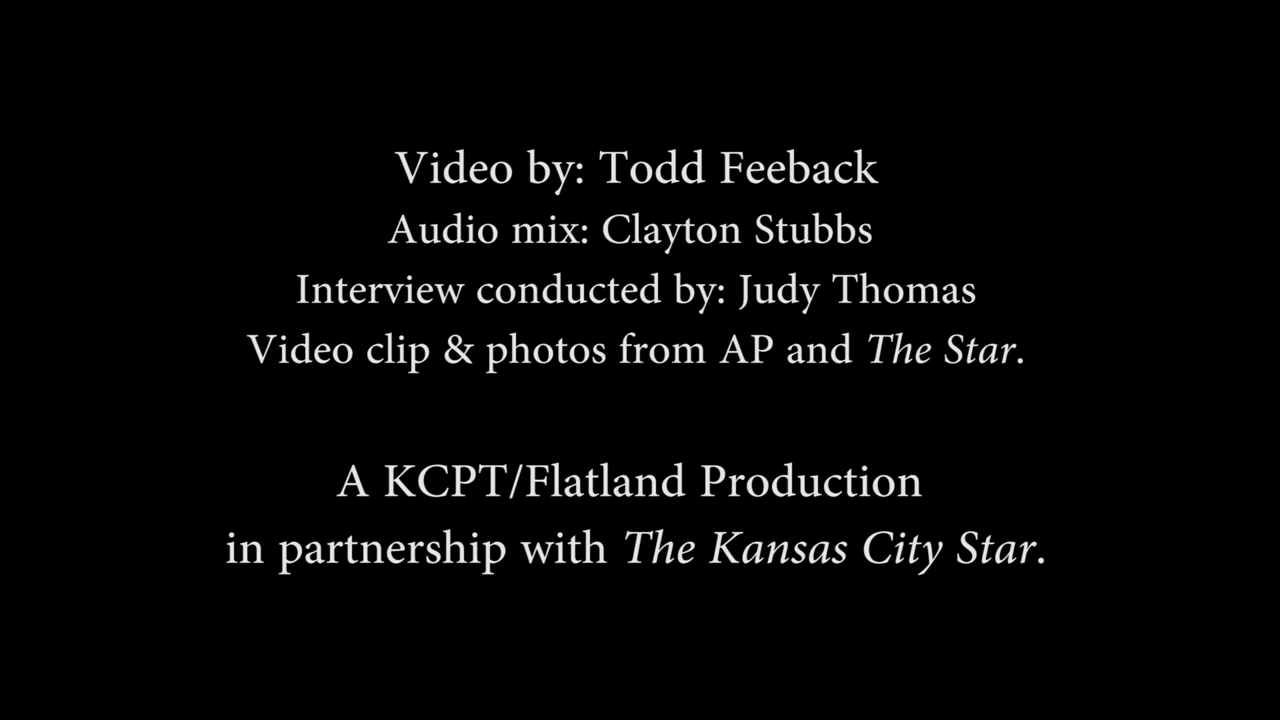 Video by: Todd Feeback
Audio mix: Clayton Stubbs
Interview conducted by: Judy Thomas
Video clip & photos from AP and The Star.
A KCPT/Flatland Production
in partnership with The Kansas City Star.